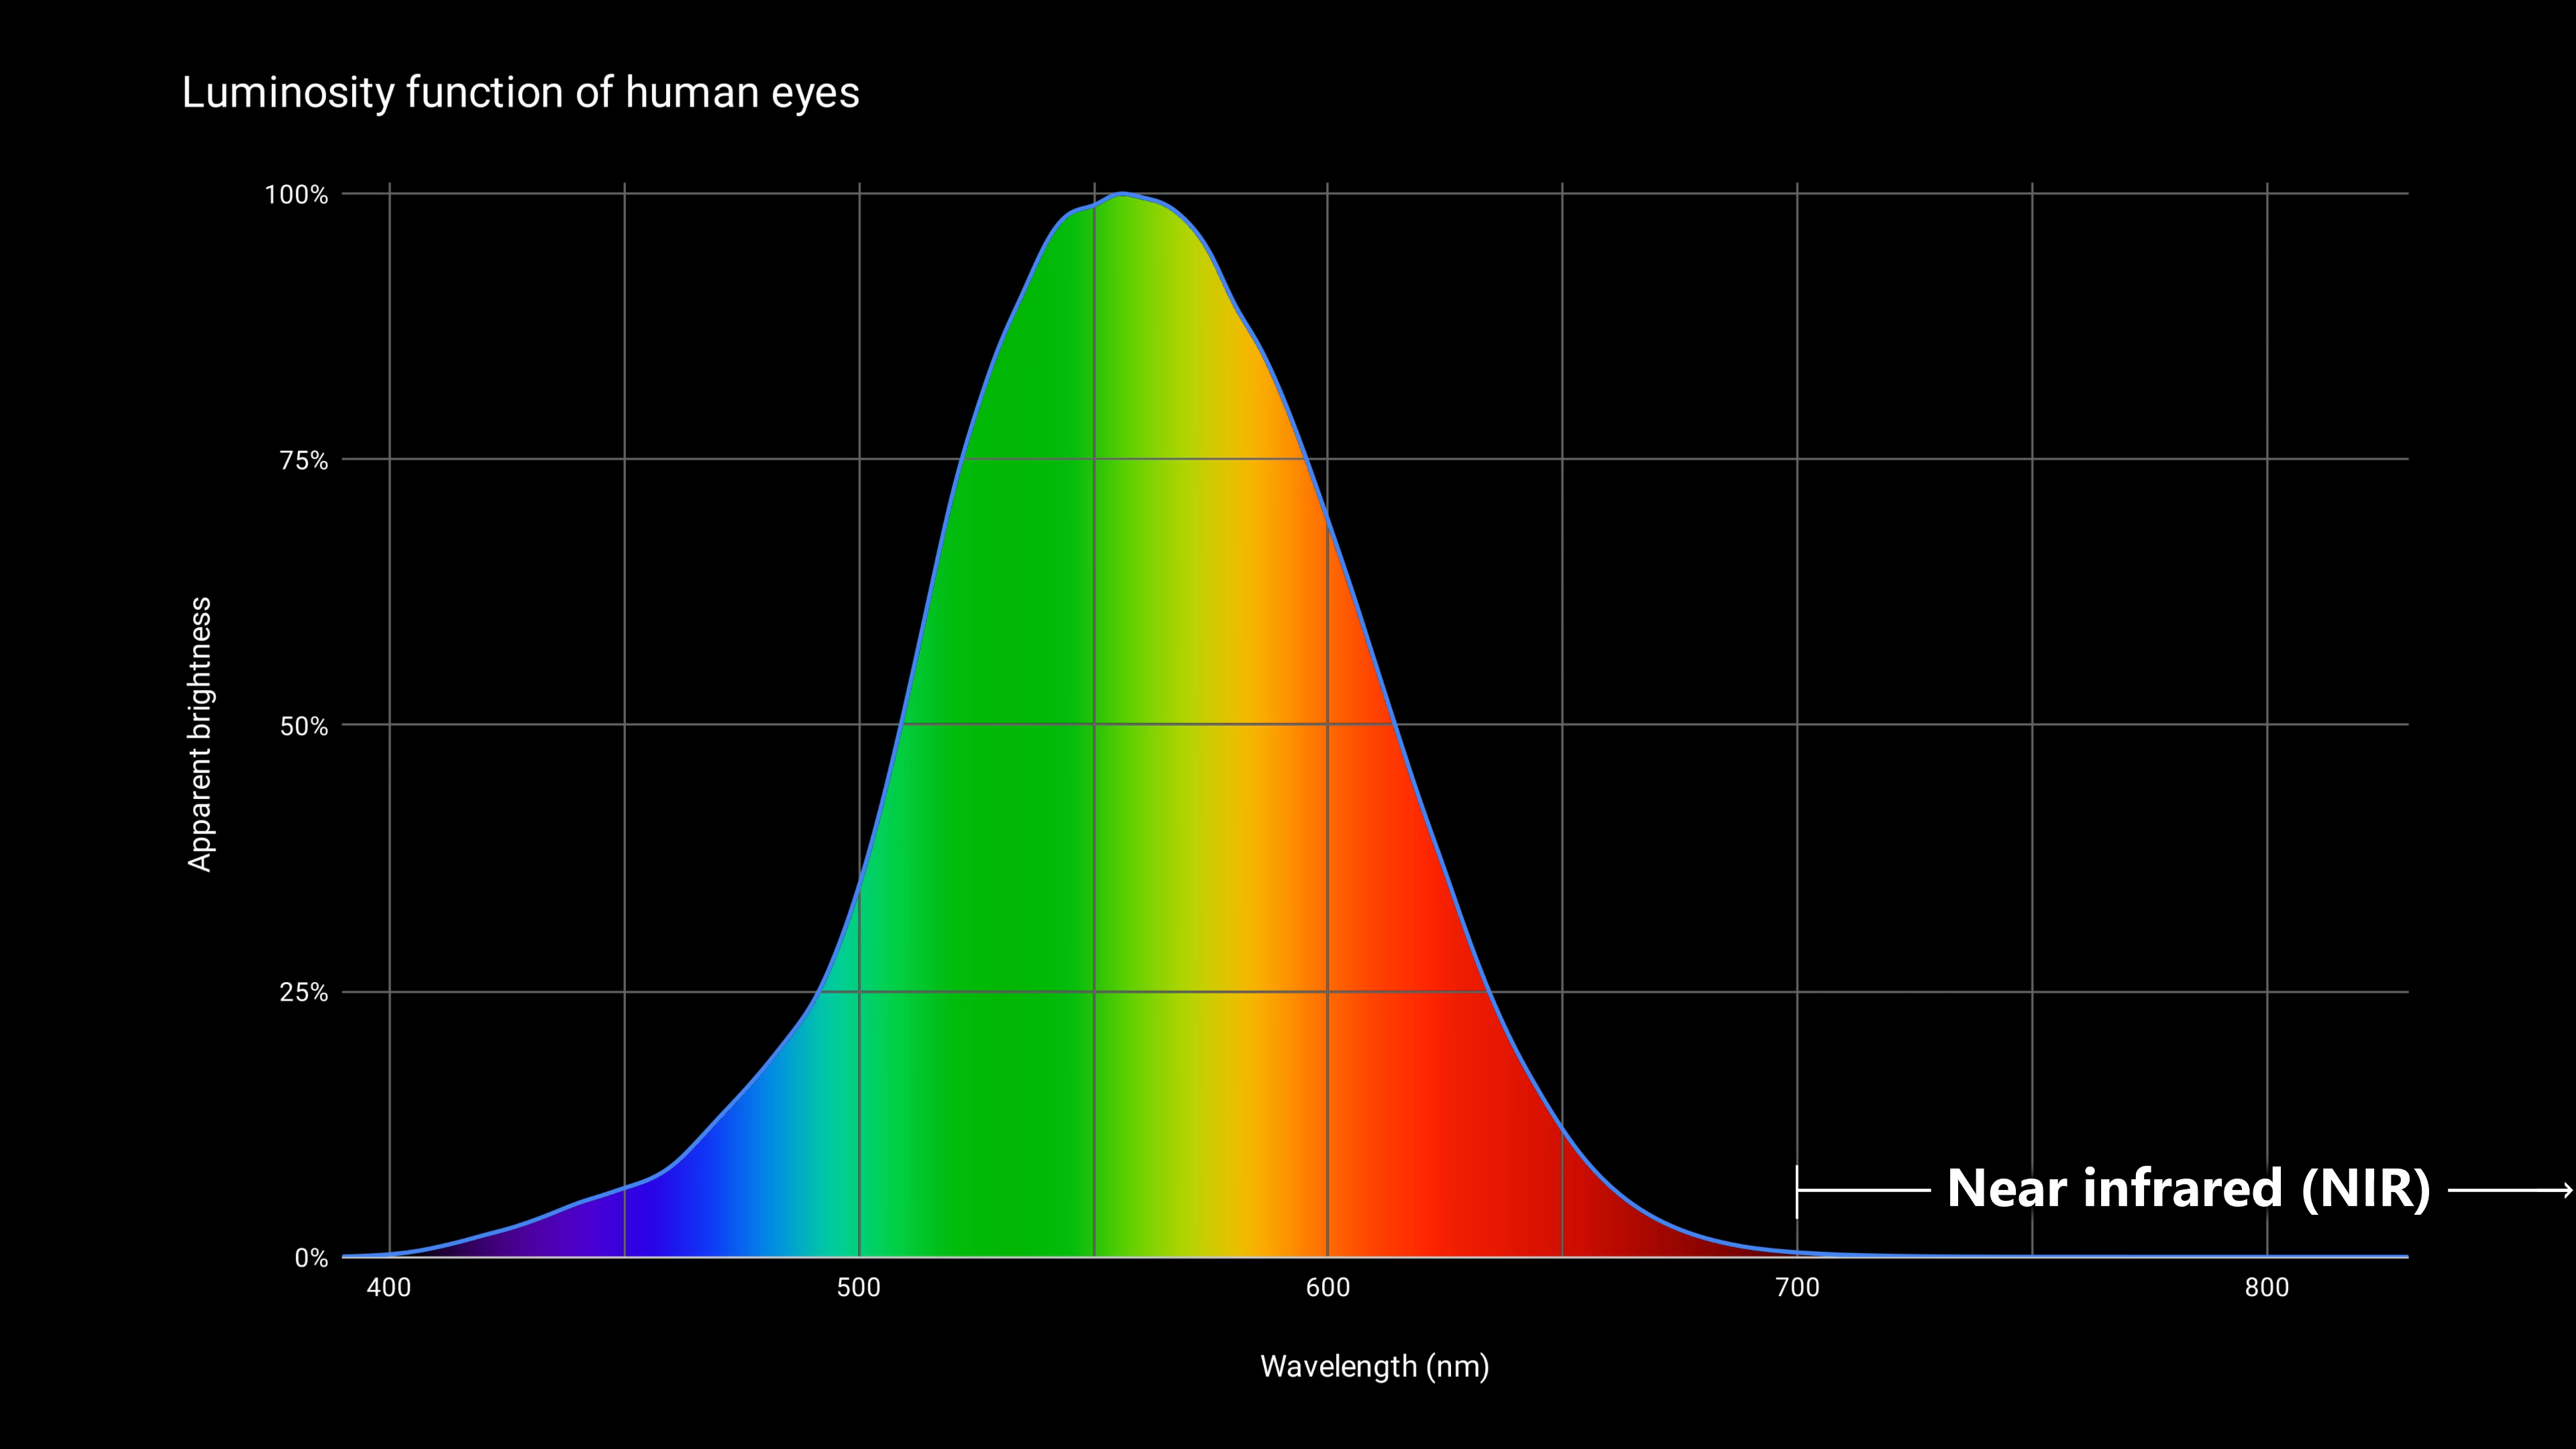 Luminosity function of human eyes
100%
75%
50%
25%
0%
Apparent brightness
Near infrared (NIR)
400
500
600
700
800
Wavelength (nm)